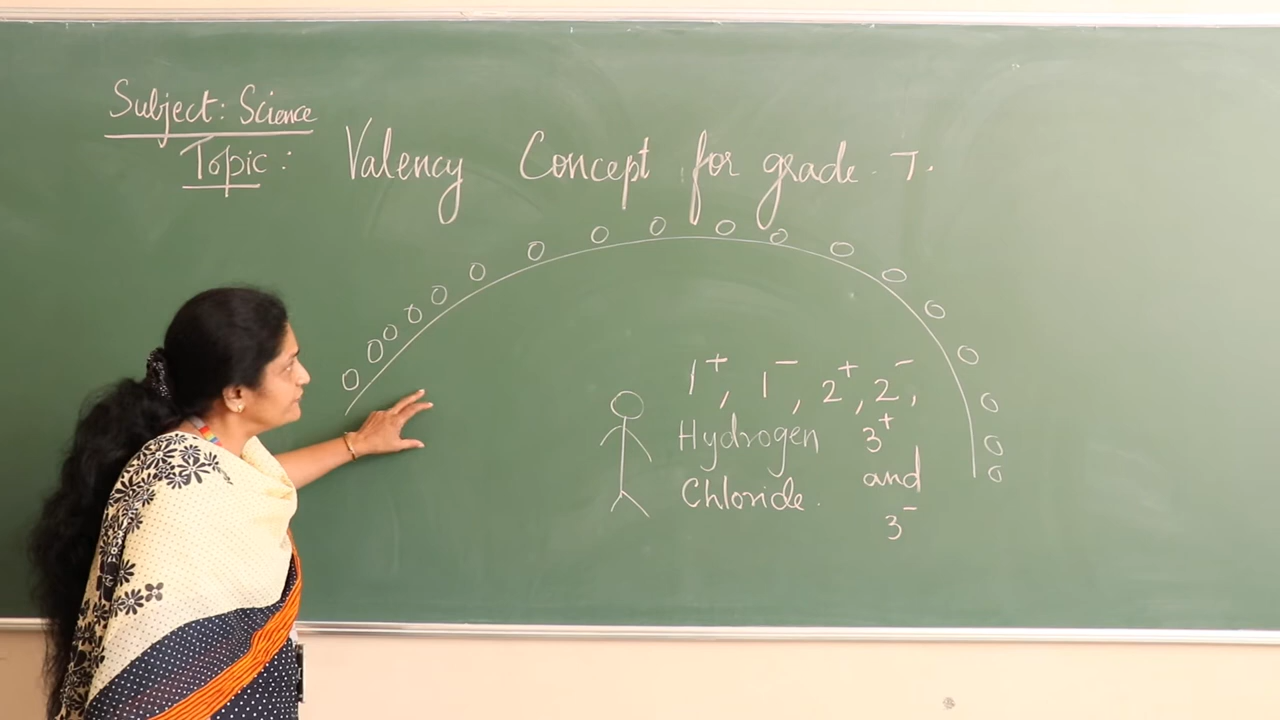 Subject: Science
Topic: Valency Concept for grade 7.
1⁺, 1⁻, 2⁺, 2⁻,
Hydrogen 3⁺
Chloride. and
3⁻